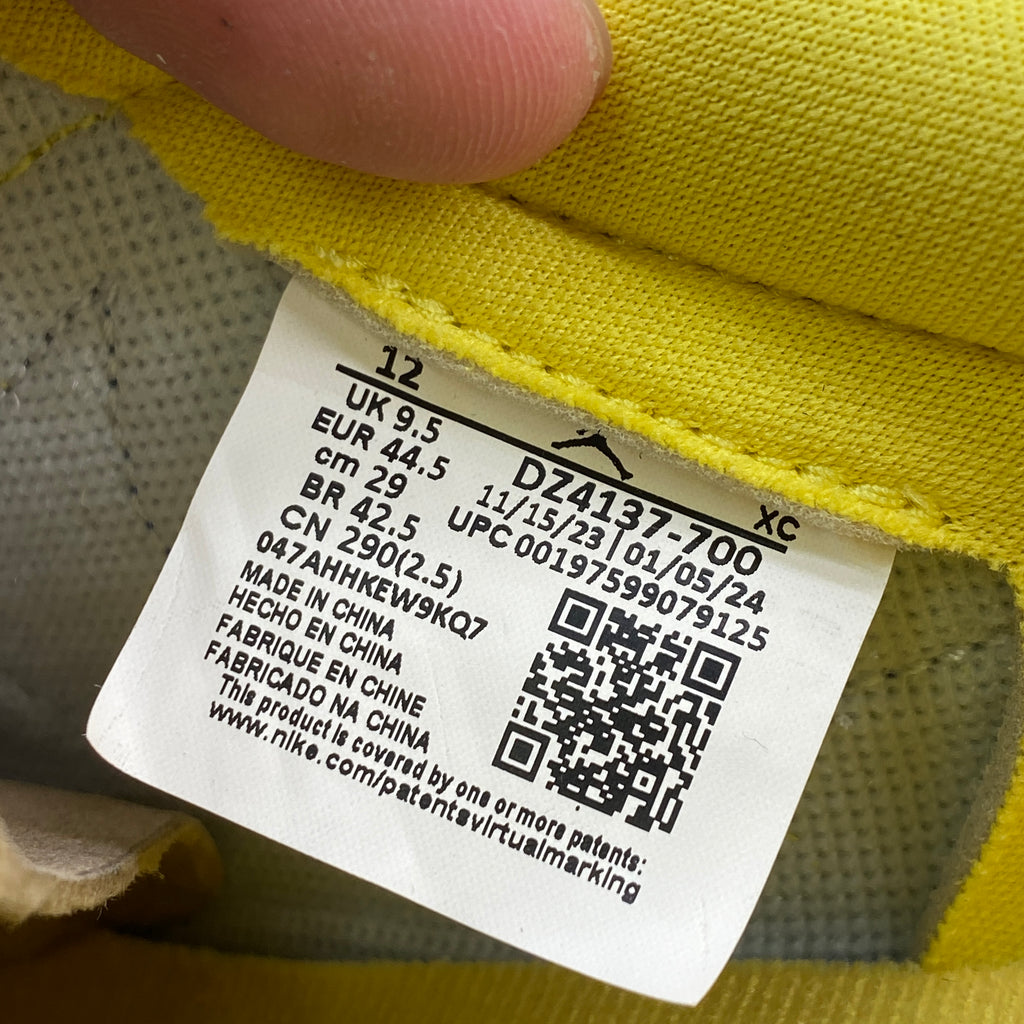 12
UK 9.5
EUR 44.5
cm 29
BR 42.5
CN 290(2.5)
047AHHKEW9KQ7
MADE IN CHINA
HECHO EN CHINA
FABRIQUE EN CHINE
FABRICADO NA CHINA
This product is covered by one or more patents:
www.nike.com/patentsvirtualmarking
XC
DZ4137-700
11/15/23 | 01/05/24
UPC 00197599079125